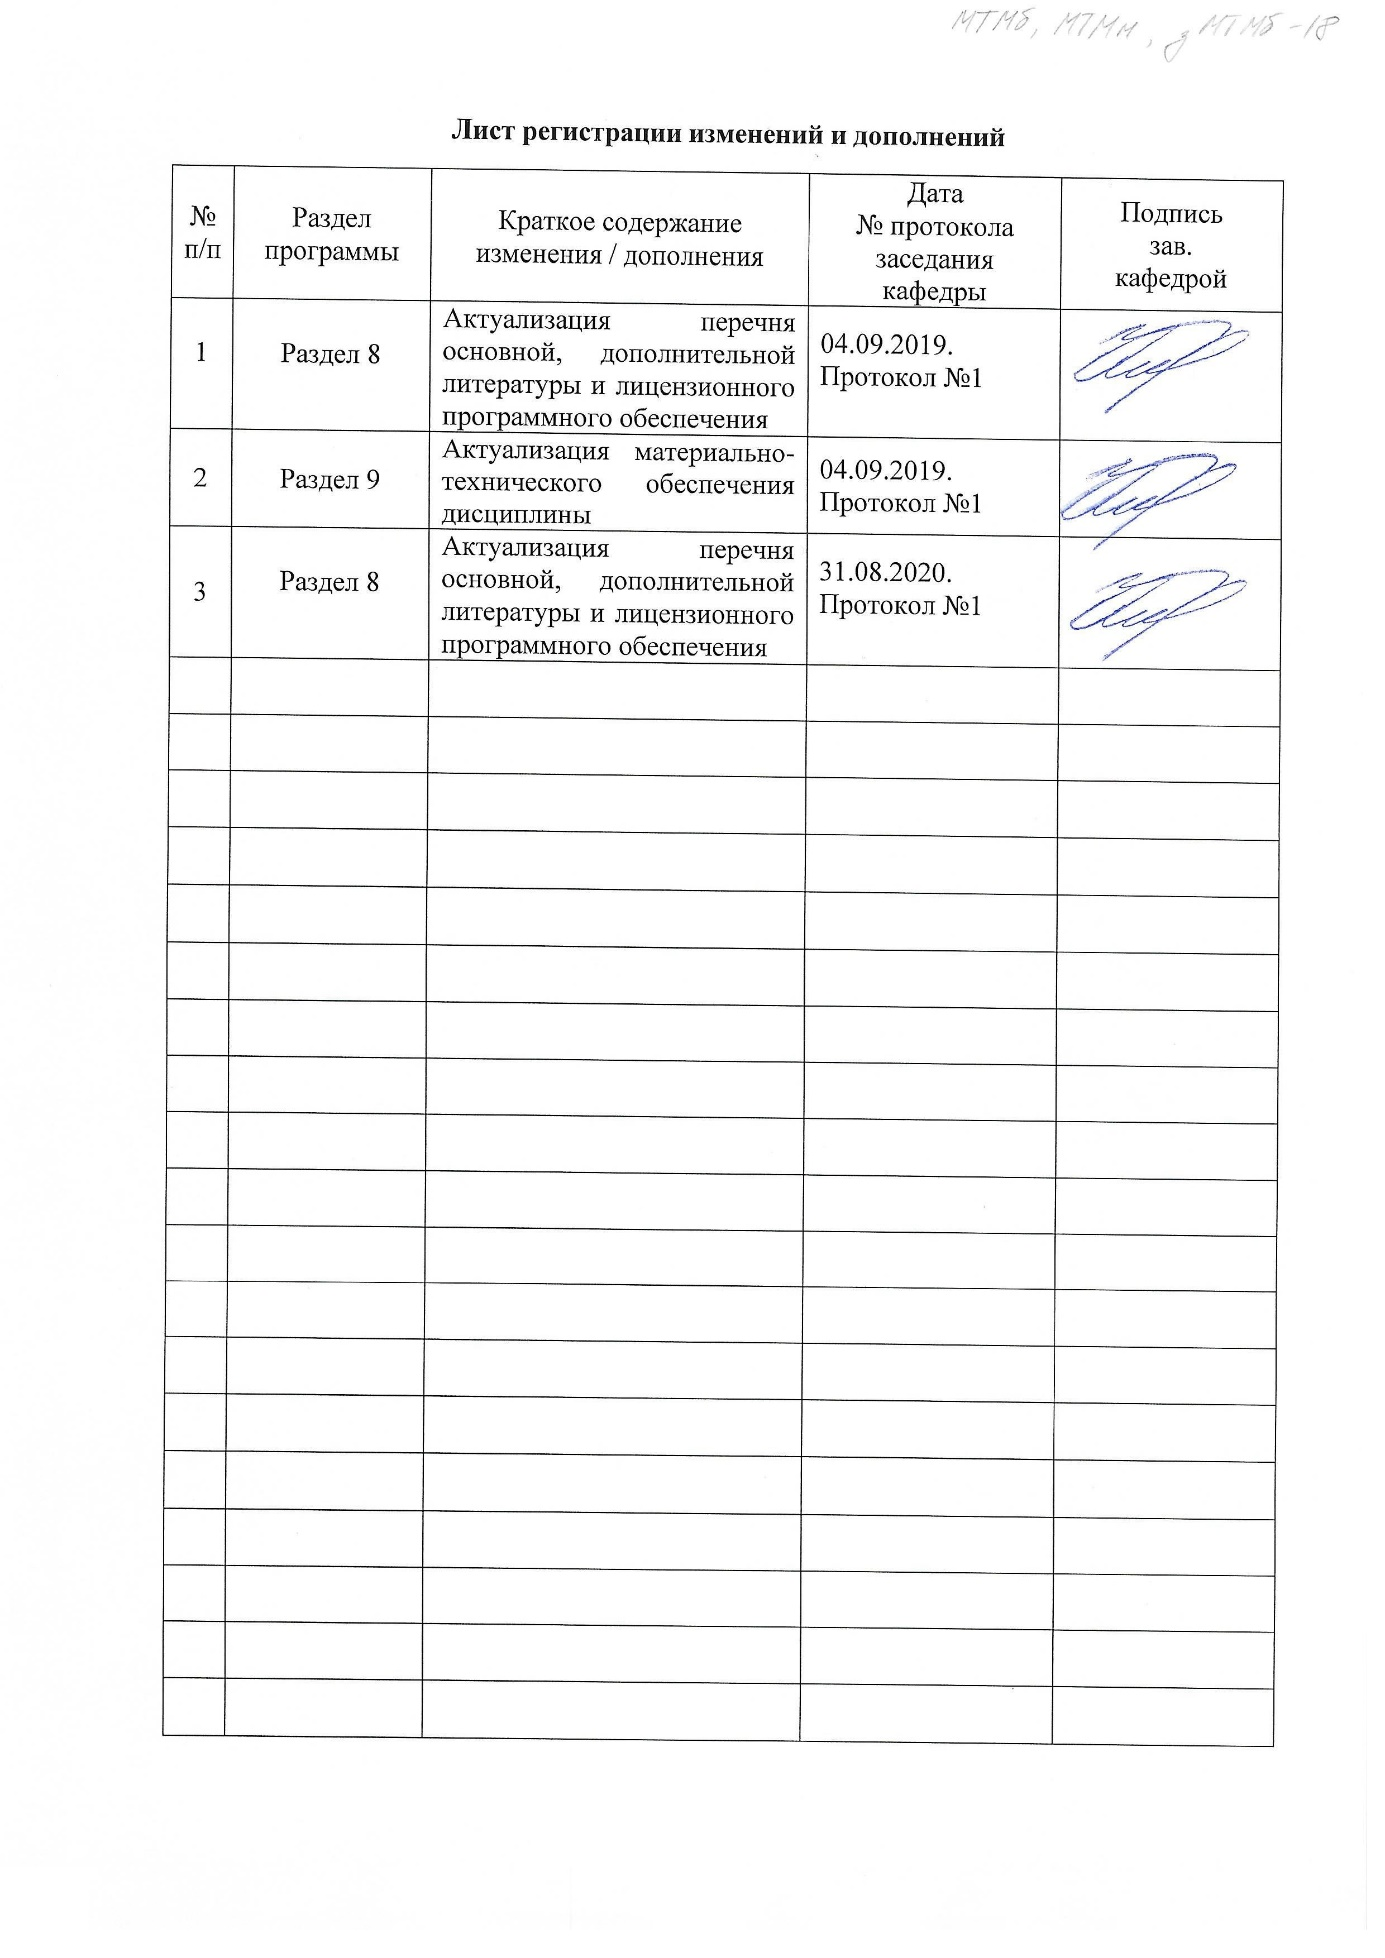 МТМб, МТМм, зМТМб-18
Лист регистрации изменений и дополнений
№
п/п
Раздел
программы
Краткое содержание
изменения / дополнения
Дата
№ протокола
заседания
кафедры
Подпись
зав.
кафедрой
1
Раздел 8
Актуализация перечня
основной, дополнительной
литературы и лицензионного
программного обеспечения
04.09.2019.
Протокол №1
2
Раздел 9
Актуализация материально-
технического обеспечения
дисциплины
04.09.2019.
Протокол №1
3
Раздел 8
Актуализация перечня
основной, дополнительной
литературы и лицензионного
программного обеспечения
31.08.2020.
Протокол №1